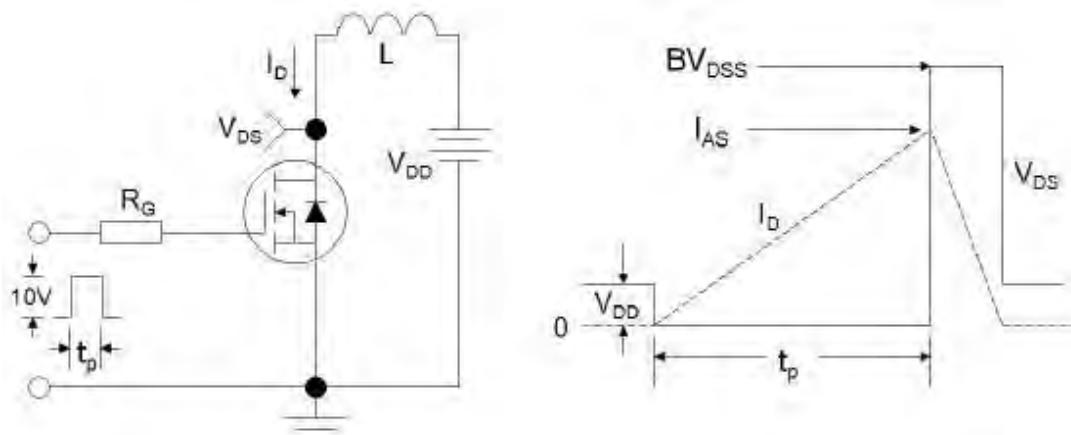 L
I_D
V_DS
V_DD
R_G
10V
t_p
BV_DSS
I_AS
V_DS
I_D
V_DD
0
t_p